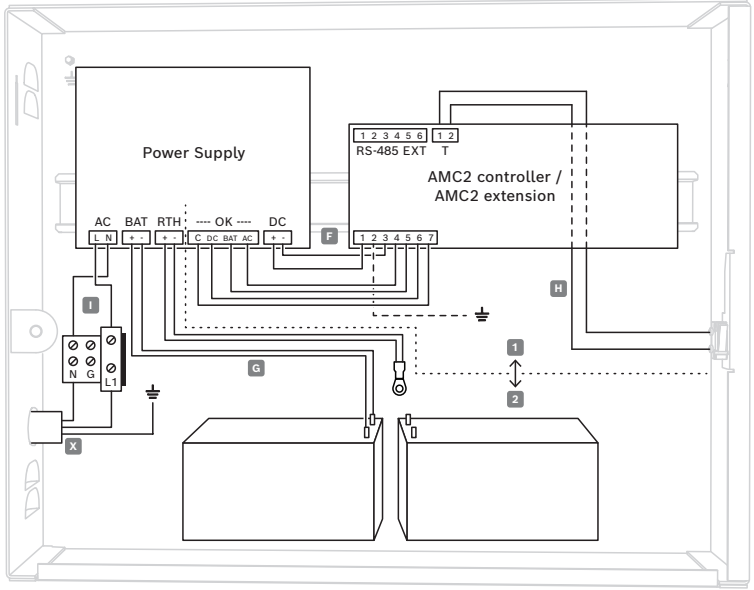 1 2 3 4 5 6 1 2
RS-485 EXT T
Power Supply
AMC2 controller /
AMC2 extension
AC BAT RTH ---- OK ---- DC
L N + - + - C DC BAT AC + -
F
1 2 3 4 5 6 7
H
I
1
N G
L1
G
2
X